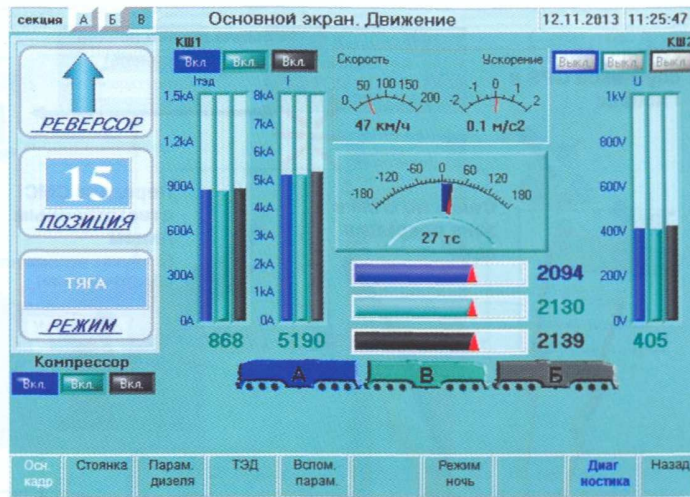 секция А Б В Основной экран. Движение 12.11.2013 11:25:47
КШ1 КШ2
Вкл. Вкл. Вкл. Скорость Ускорение Выкл. Выкл. Выкл.
Iтэд I U
1.5kA 8kA 50 100 150 -1 0 1 1kV
0 200 -2 2
РЕВЕРСОР 7kA 47 км/ч 0.1 м/с2
1,2kA 6kA 800V
15 900A 5kA -180 -120 -60 0 60 120 180 600V
ПОЗИЦИЯ 4kA
600A 3kA 27 тс 400V
ТЯГА 300A 2kA 2094 200V
1kA 2130
РЕЖИМ 0A 0A 0V
868 5190 2139 405
Компрессор
Вкл. Вкл. Вкл. А В Б
Осн. кадр Стоянка Парам. дизеля ТЭД Вспом. парам. Режим ночь Диаг ностика Назад